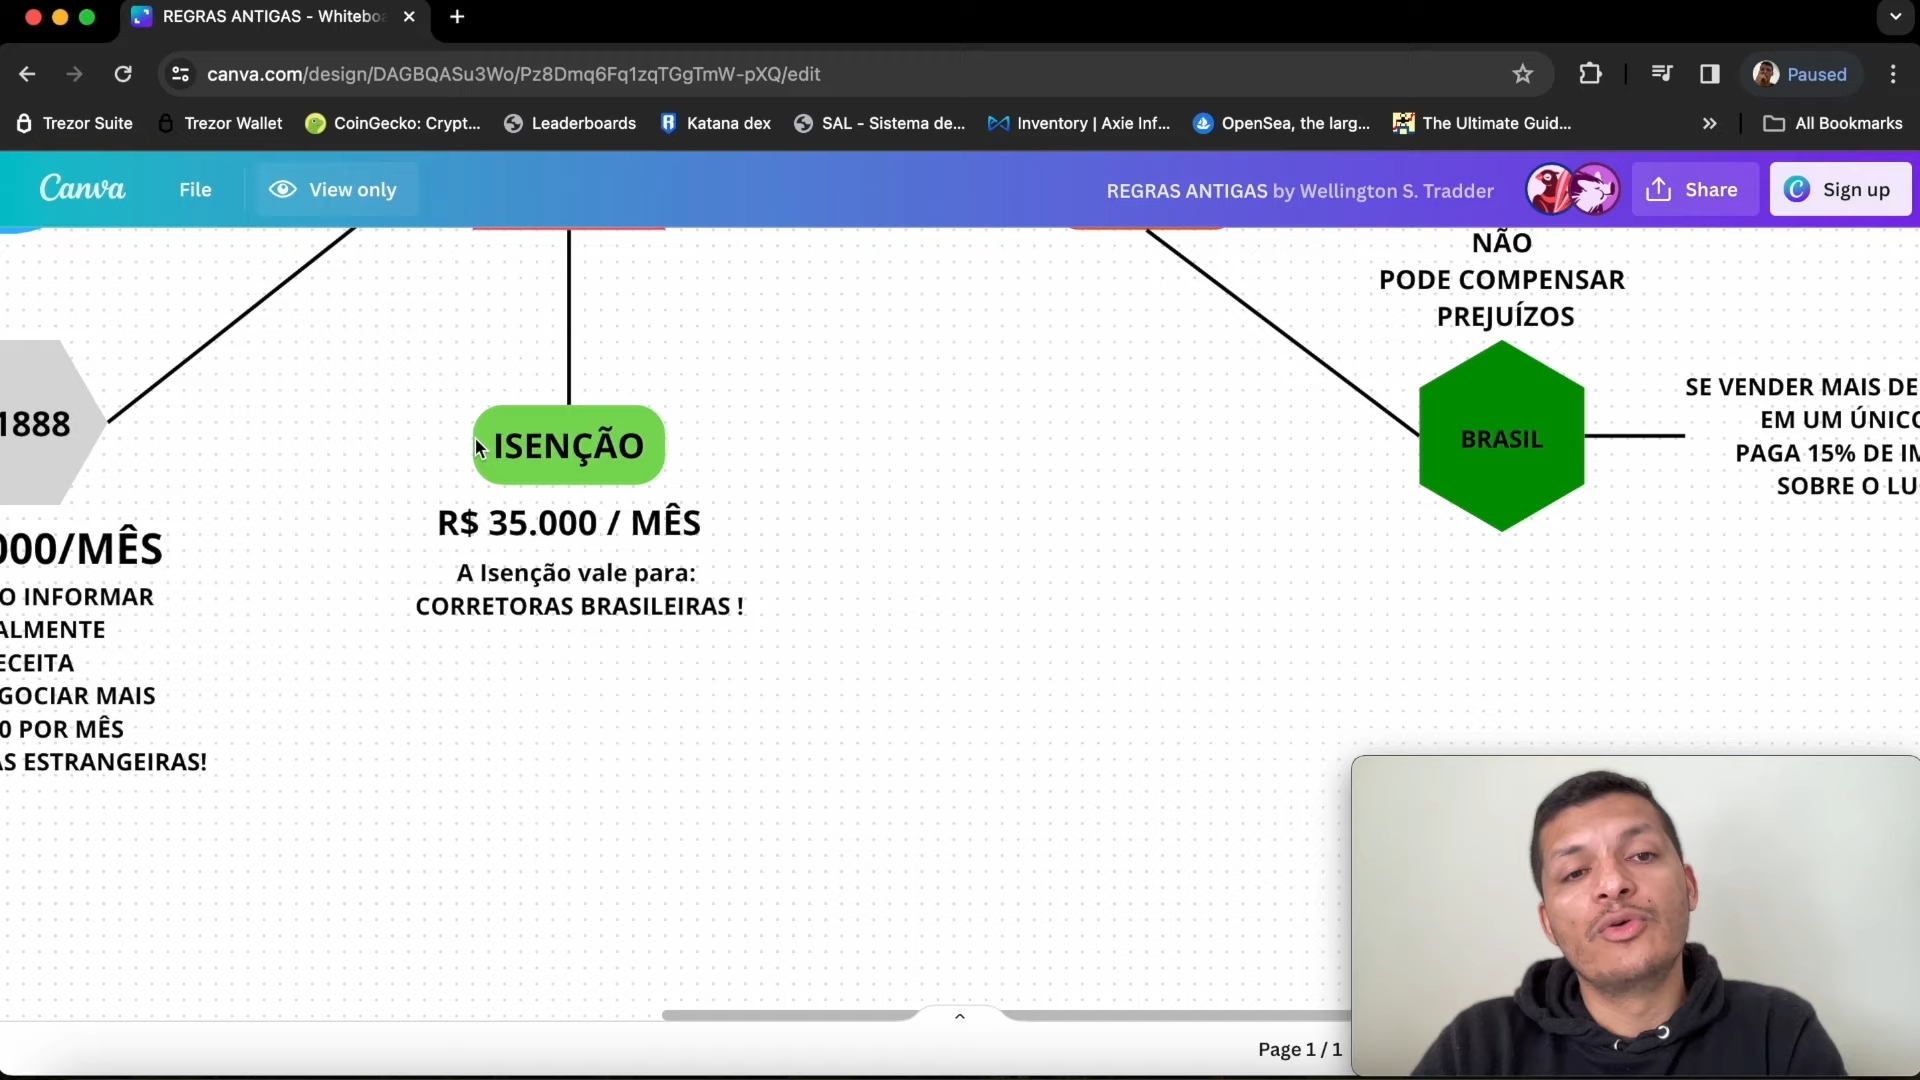 REGRAS ANTIGAS - Whitebo
canva.com/design/DAGBQASu3Wo/Pz8Dmq6Fq1zqTGgTmW-pXQ/edit
Paused
Trezor Suite
Trezor Wallet
CoinGecko: Crypt...
Leaderboards
Katana dex
SAL - Sistema de...
Inventory | Axie Inf...
OpenSea, the larg...
The Ultimate Guid...
All Bookmarks
Canva
File
View only
REGRAS ANTIGAS by Wellington S. Tradder
Share
Sign up
1888
000/MÊS
O INFORMAR
ALMENTE
ECEITA
GOCIAR MAIS
0 POR MÊS
AS ESTRANGEIRAS!
ISENÇÃO
R$ 35.000 / MÊS
A Isenção vale para:
CORRETORAS BRASILEIRAS !
NÃO
PODE COMPENSAR
PREJUÍZOS
BRASIL
SE VENDER MAIS DE
EM UM ÚNICO
PAGA 15% DE IM
SOBRE O LU
Page 1 / 1